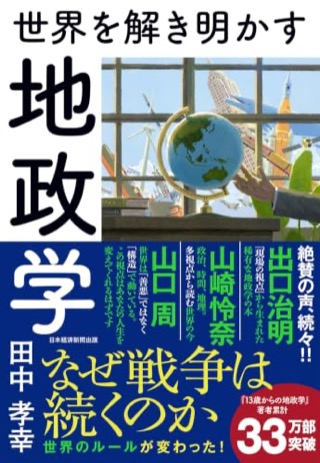 世界を解き明かす
地政学
日本経済新聞出版
田中孝幸
絶賛の声続々!!
出口治明
「現場の視点」から生まれた
稀有な地政学の本
山崎怜奈
政治、時間、地理。
多視点から読む世界の今
山口周
世界は「善悪」ではなく
「構造」で動いている。
この視点はあなたの人生を
変えてくれるはずです
なぜ戦争は
続くのか
世界のルールが変わった!
『13歳からの地政学』
著者累計
33万部
突破